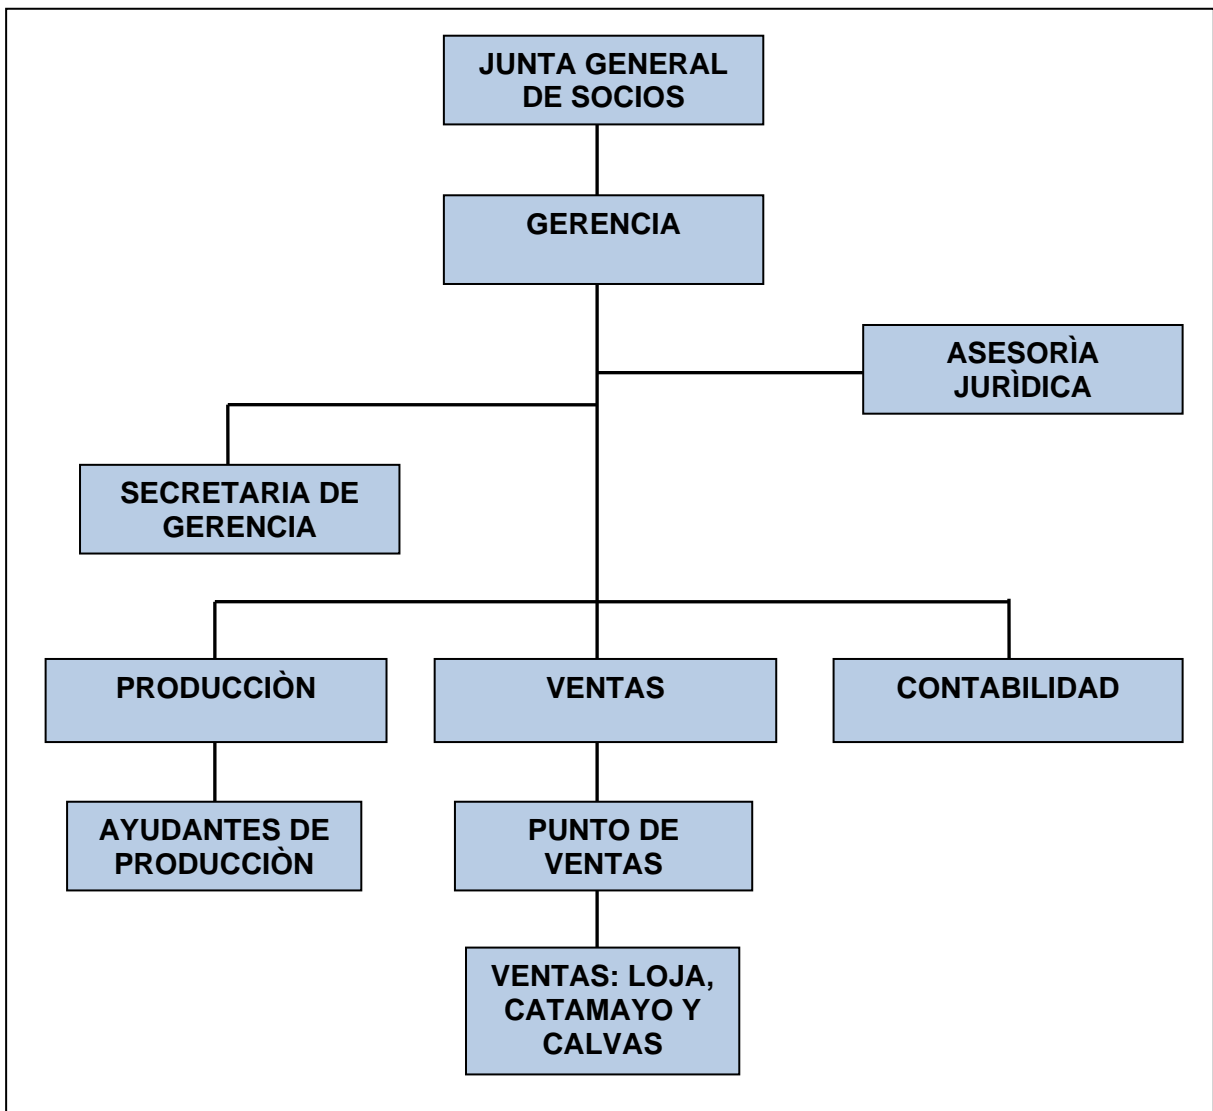 JUNTA GENERAL
DE SOCIOS
GERENCIA
ASESORÌA
JURÌDICA
SECRETARIA DE
GERENCIA
PRODUCCIÒN
VENTAS
CONTABILIDAD
AYUDANTES DE
PRODUCCIÒN
PUNTO DE
VENTAS
VENTAS: LOJA,
CATAMAYO Y
CALVAS